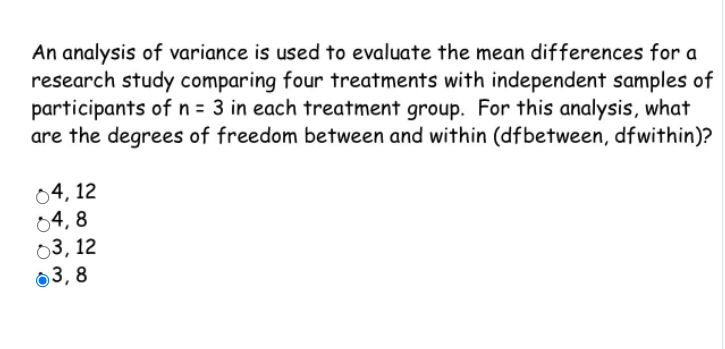 An analysis of variance is used to evaluate the mean differences for a
research study comparing four treatments with independent samples of
participants of n = 3 in each treatment group. For this analysis, what
are the degrees of freedom between and within (dfbetween, dfwithin)?
4, 12
4, 8
3, 12
3, 8